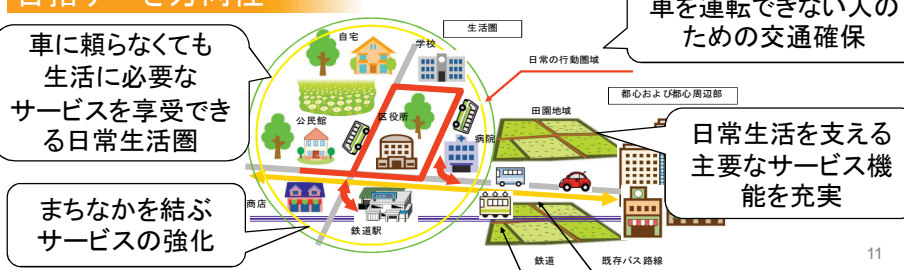 目指すべき方向性
車に頼らなくても
生活に必要な
サービスを享受でき
る日常生活圏
まちなかを結ぶ
サービスの強化
自宅
学校
生活圏
日常の行動圏域
公民館
区役所
病院
商店
鉄道駅
車を運転できない人の
ための交通確保
都心および都心周辺部
田園地域
日常生活を支える
主要なサービス機
能を充実
鉄道
既存バス路線
11